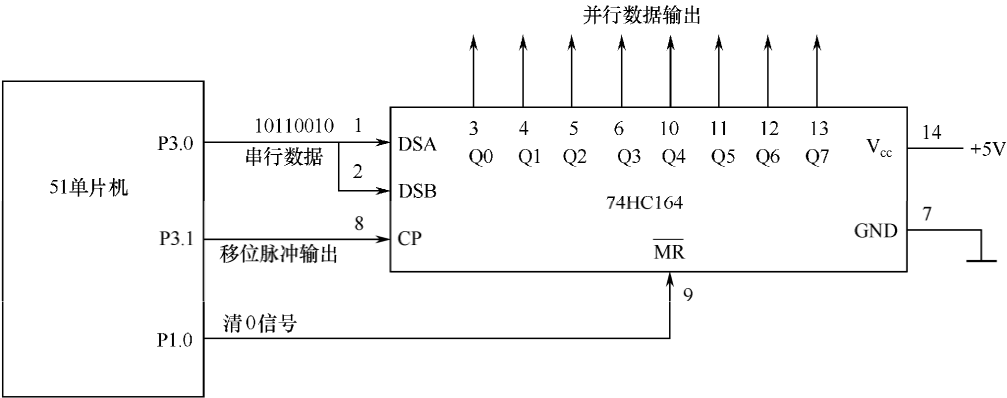 并行数据输出
51单片机
P3.0
10110010
串行数据
1
2
P3.1
移位脉冲输出
8
P1.0
清0信号
DSA
DSB
CP
3 4 5 6 10 11 12 13
Q0 Q1 Q2 Q3 Q4 Q5 Q6 Q7
74HC164
MR
9
Vcc
14
+5V
GND
7